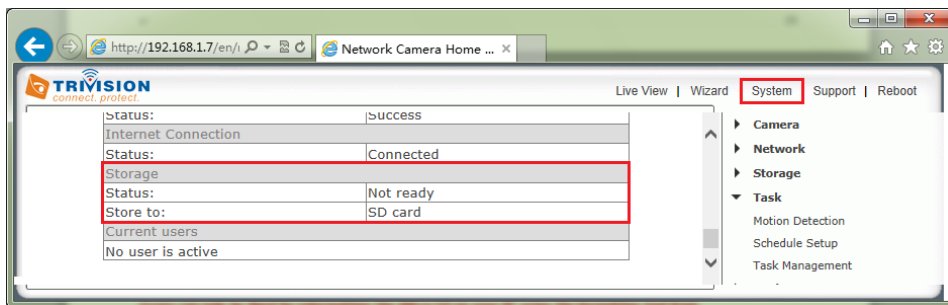 http://192.168.1.7/en/
Network Camera Home ...
TRIVISION
connect. protect.
Live View | Wizard System Support | Reboot
Status: Success
Internet Connection
Status: Connected
Storage
Status: Not ready
Store to: SD card
Current users
No user is active
Camera
Network
Storage
Task
Motion Detection
Schedule Setup
Task Management